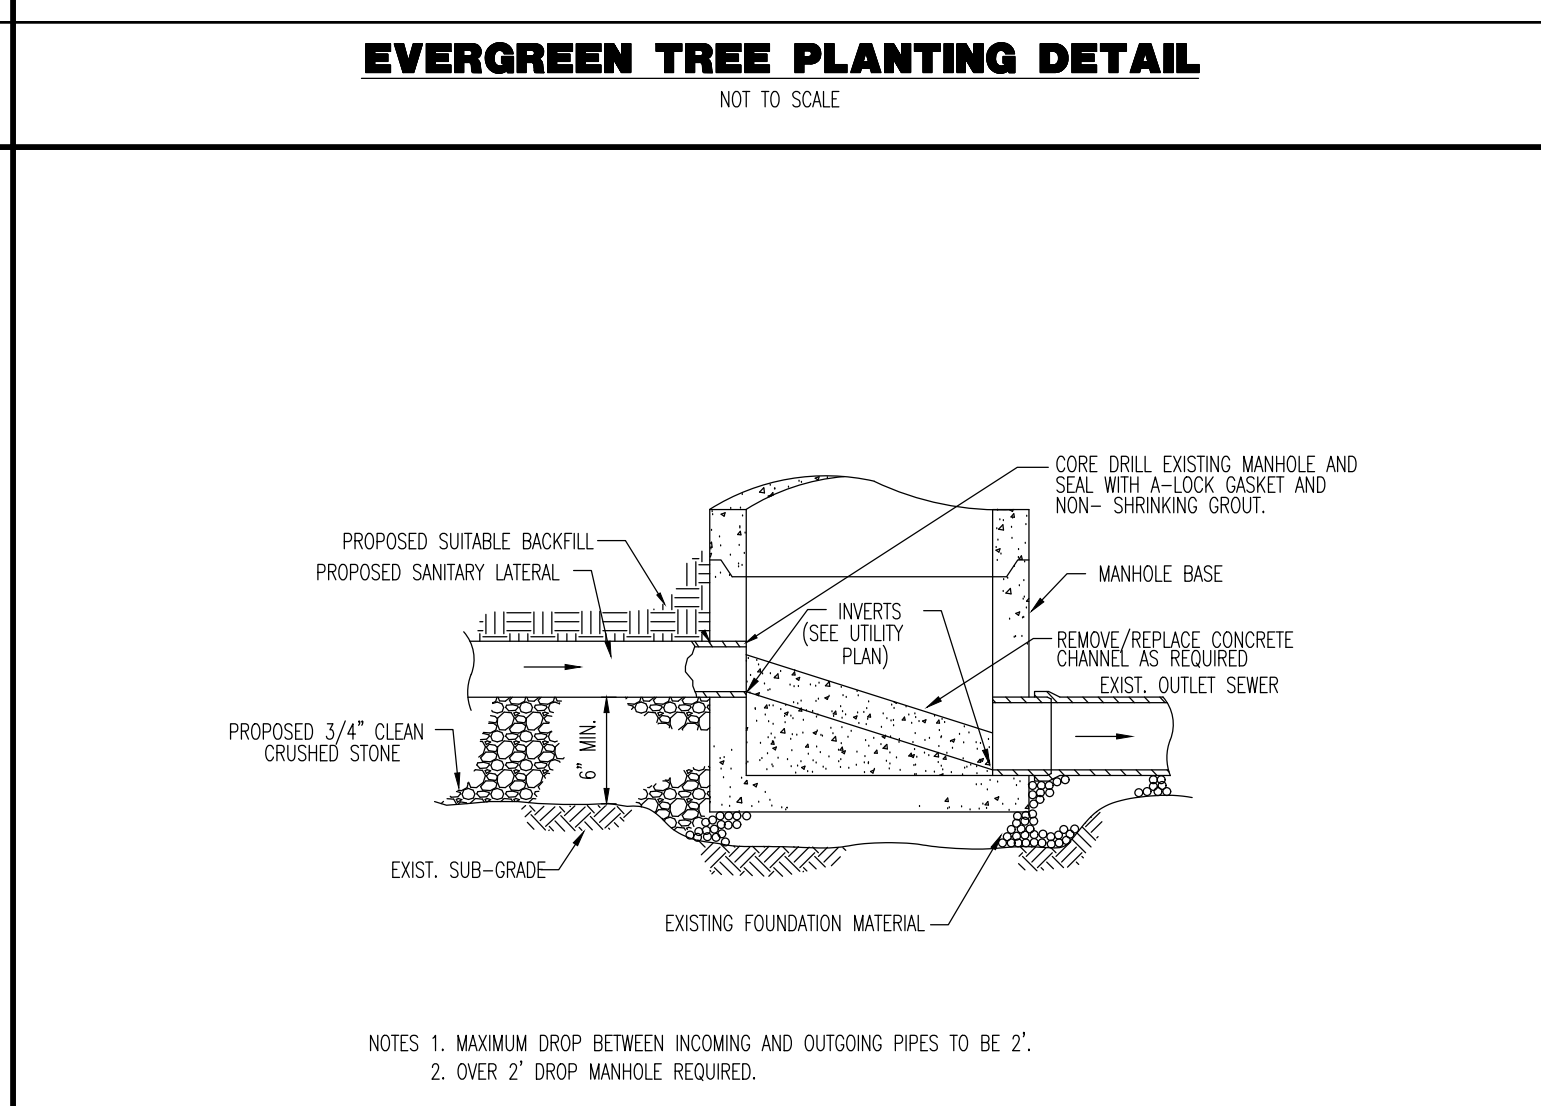 EVERGREEN TREE PLANTING DETAIL
NOT TO SCALE
CORE DRILL EXISTING MANHOLE AND
SEAL WITH A-LOCK GASKET AND
NON- SHRINKING GROUT.
PROPOSED SUITABLE BACKFILL
PROPOSED SANITARY LATERAL
MANHOLE BASE
INVERTS
(SEE UTILITY
PLAN)
REMOVE/REPLACE CONCRETE
CHANNEL AS REQUIRED
EXIST. OUTLET SEWER
PROPOSED 3/4" CLEAN
CRUSHED STONE
6" MIN.
EXIST. SUB-GRADE
EXISTING FOUNDATION MATERIAL
NOTES 1. MAXIMUM DROP BETWEEN INCOMING AND OUTGOING PIPES TO BE 2'.
2. OVER 2' DROP MANHOLE REQUIRED.